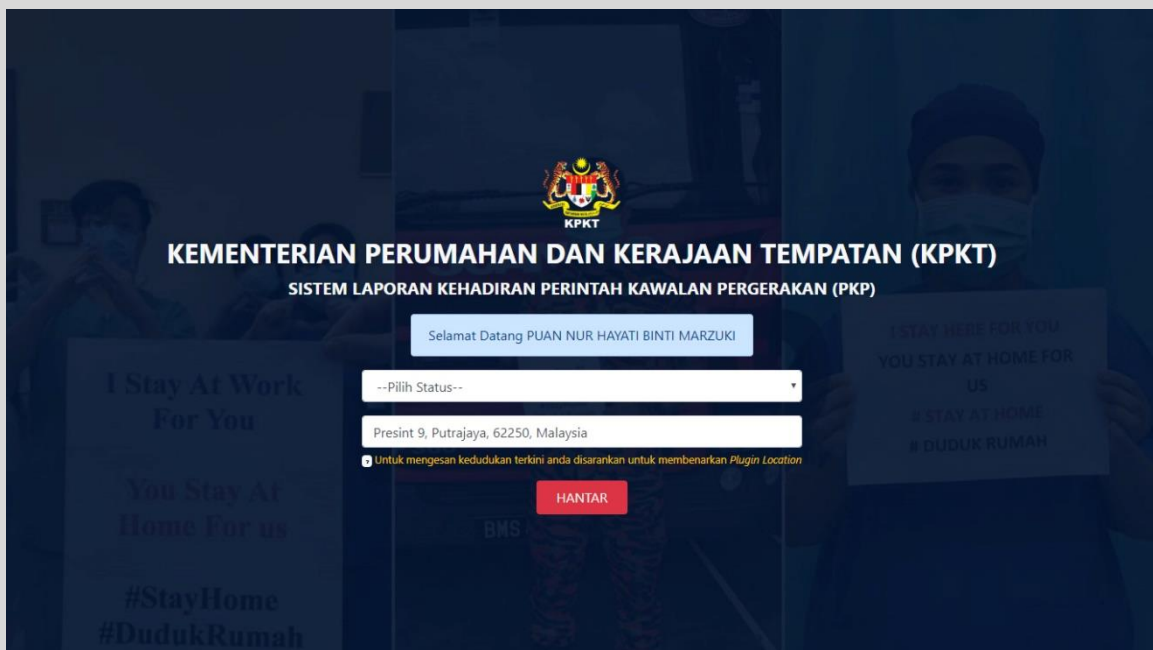 KPKT
KEMENTERIAN PERUMAHAN DAN KERAJAAN TEMPATAN (KPKT)
SISTEM LAPORAN KEHADIRAN PERINTAH KAWALAN PERGERAKAN (PKP)
Selamat Datang PUAN NUR HAYATI BINTI MARZUKI
--Pilih Status--
Presint 9, Putrajaya, 62250, Malaysia
Untuk mengesan kedudukan terkini anda disarankan untuk membenarkan Plugin Location
HANTAR
I Stay At Work
For You
You Stay At
Home For us
#StayHome
#DudukRumah
BMS
I STAY HERE FOR YOU
YOU STAY AT HOME FOR
US
# STAY AT HOME
# DUDUK RUMAH